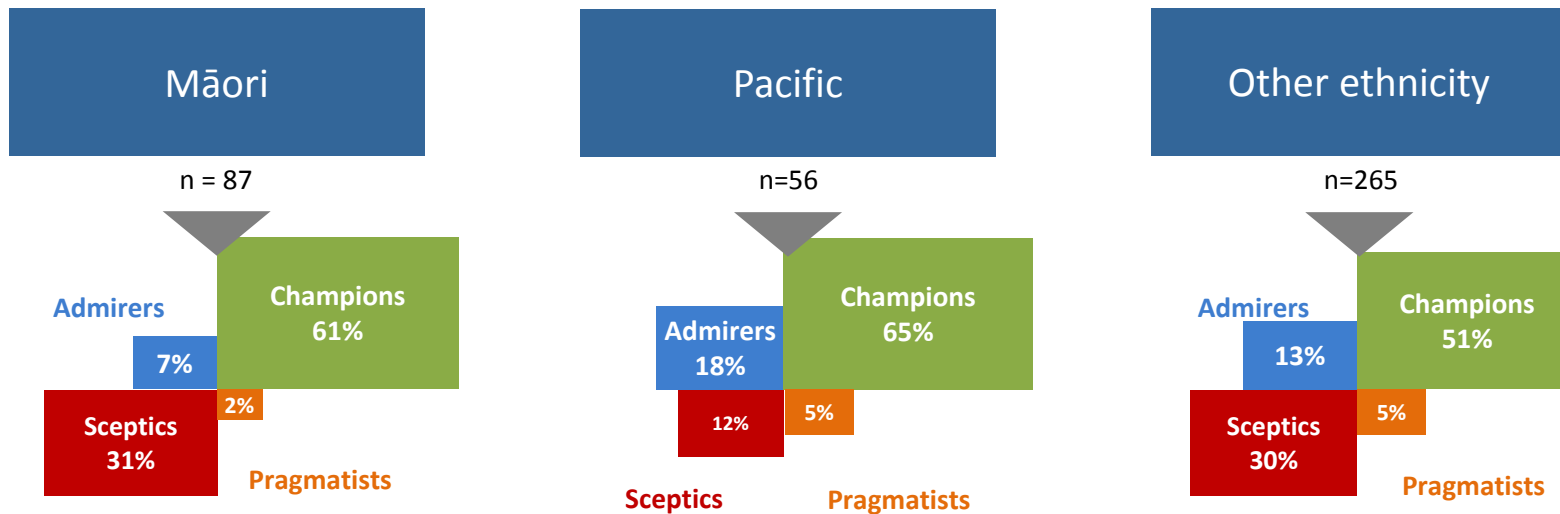 Māori
n = 87
Champions
61%
Admirers
7%
Sceptics
31%
2%
Pragmatists
Pacific
n=56
Champions
65%
Admirers
18%
12%
Sceptics
5%
Pragmatists
Other ethnicity
n=265
Champions
51%
Admirers
13%
Sceptics
30%
5%
Pragmatists